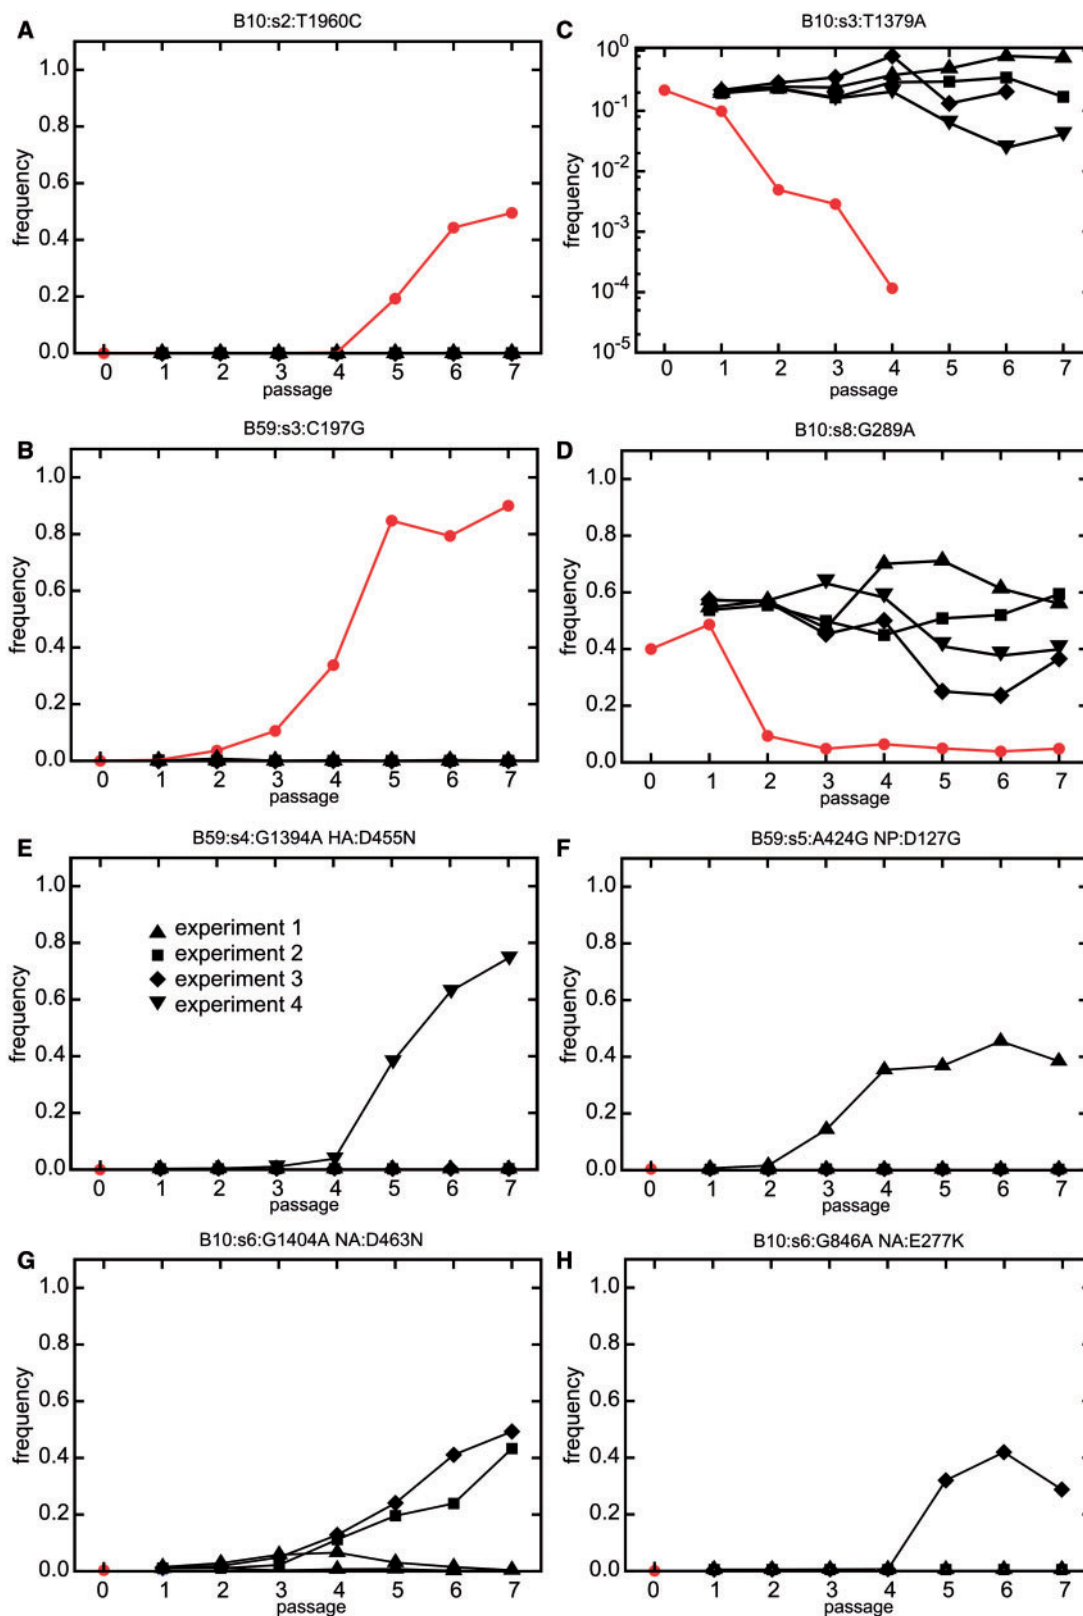 A
B10:s2:T1960C
frequency
1.0
0.8
0.6
0.4
0.2
0.0
0 1 2 3 4 5 6 7
passage
C
B10:s3:T1379A
frequency
10^0
10^-1
10^-2
10^-3
10^-4
10^-5
0 1 2 3 4 5 6 7
passage
B
B59:s3:C197G
frequency
1.0
0.8
0.6
0.4
0.2
0.0
0 1 2 3 4 5 6 7
passage
D
B10:s8:G289A
frequency
1.0
0.8
0.6
0.4
0.2
0.0
0 1 2 3 4 5 6 7
passage
E
B59:s4:G1394A HA:D455N
frequency
1.0
0.8
0.6
0.4
0.2
0.0
experiment 1
experiment 2
experiment 3
experiment 4
0 1 2 3 4 5 6 7
passage
F
B59:s5:A424G NP:D127G
frequency
1.0
0.8
0.6
0.4
0.2
0.0
0 1 2 3 4 5 6 7
passage
G
B10:s6:G1404A NA:D463N
frequency
1.0
0.8
0.6
0.4
0.2
0.0
0 1 2 3 4 5 6 7
passage
H
B10:s6:G846A NA:E277K
frequency
1.0
0.8
0.6
0.4
0.2
0.0
0 1 2 3 4 5 6 7
passage